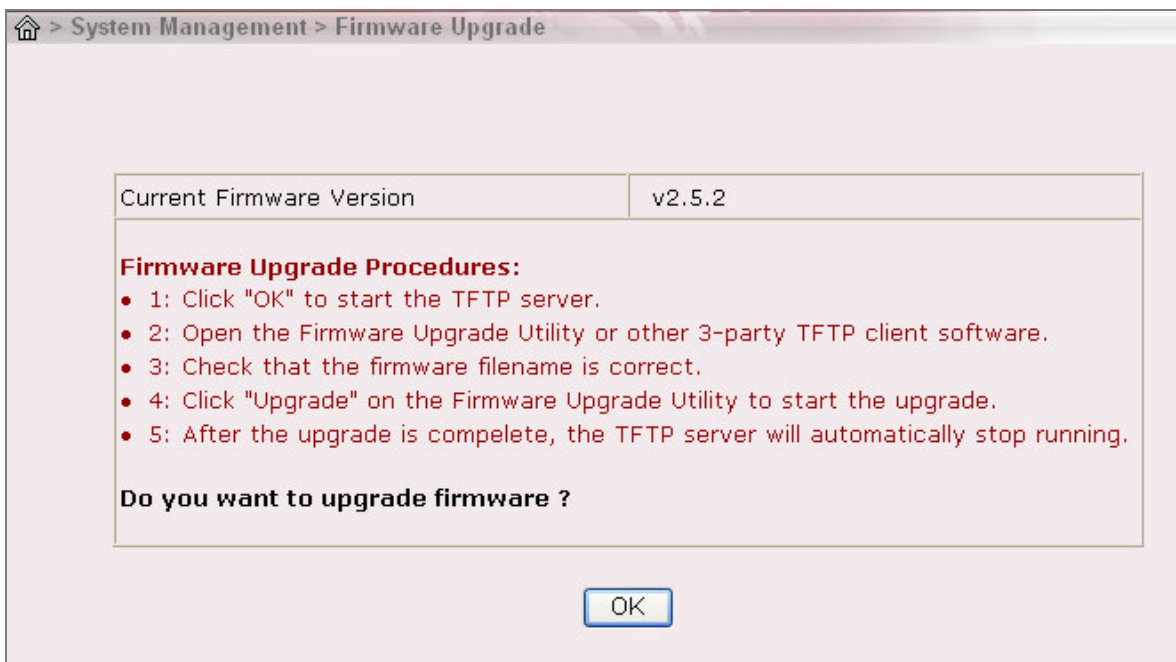 > System Management > Firmware Upgrade
Current Firmware Version
v2.5.2
Firmware Upgrade Procedures:
• 1: Click "OK" to start the TFTP server.
• 2: Open the Firmware Upgrade Utility or other 3-party TFTP client software.
• 3: Check that the firmware filename is correct.
• 4: Click "Upgrade" on the Firmware Upgrade Utility to start the upgrade.
• 5: After the upgrade is compelete, the TFTP server will automatically stop running.
Do you want to upgrade firmware ?
OK